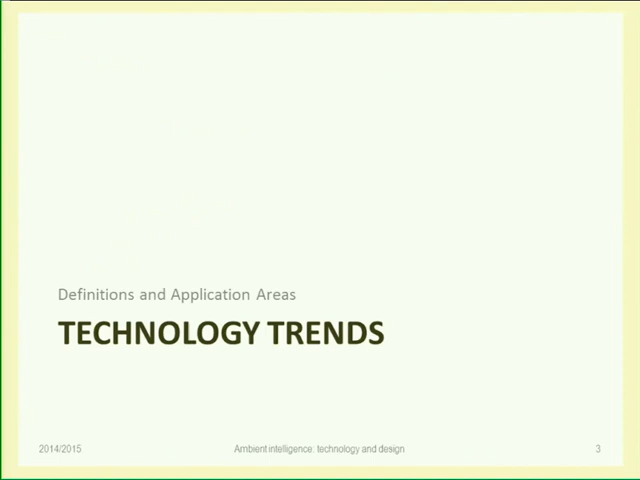 Definitions and Application Areas
TECHNOLOGY TRENDS
2014/2015 Ambient intelligence: technology and design 3